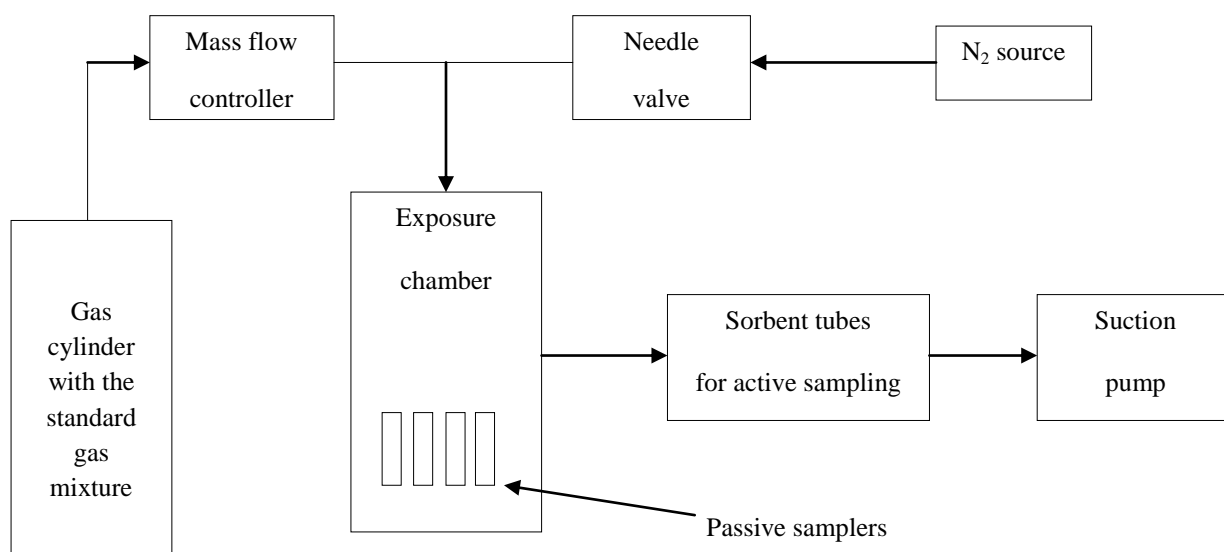 Mass flow
controller
Needle
valve
N₂ source
Exposure
chamber
Gas
cylinder
with the
standard
gas
mixture
Sorbent tubes
for active sampling
Suction
pump
Passive samplers